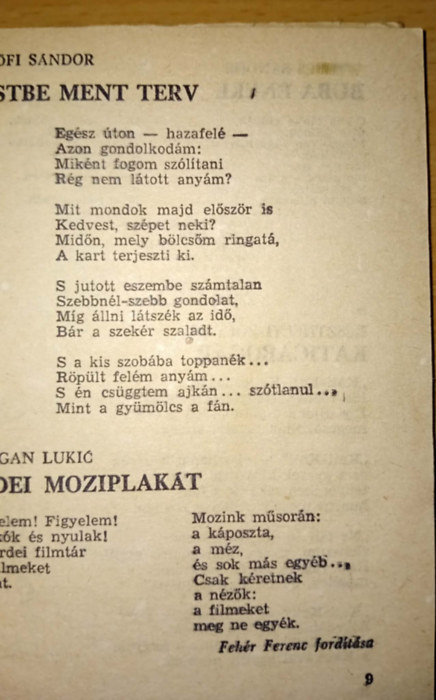 ŐFI SÁNDOR
STBE MENT TERV
Egész úton — hazafelé —
Azon gondolkodám:
Miként fogom szólítani
Rég nem látott anyám?
Mit mondok majd először is
Kedvest, szépet neki?
Midőn, mely bölcsőm ringatá,
A kart terjeszti ki.
S jutott eszembe számtalan
Szebbnél-szebb gondolat,
Míg állni látszék az idő,
Bár a szekér szaladt.
S a kis szobába toppanék...
Röpült felém anyám...
S én csüggtem ajkán... szótlanul...
Mint a gyümölcs a fán.
GAN LUKIĆ
DEI MOZIPLAKÁT
elem! Figyelem!
kók és nyulak!
rdei filmtár
lmeket
t.
Mozink műsorán:
a káposzta,
a méz,
és sok más egyéb...
Csak kéretnek
a nézők:
a filmeket
meg ne egyék.
Fehér Ferenc fordítása
9